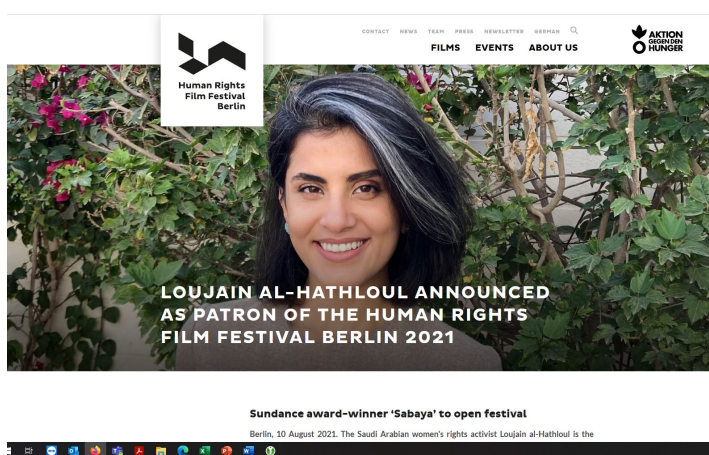 CONTACT NEWS TEAM PRESS NEWSLETTER GERMAN
AKTION
GEGEN DEN
HUNGER
FILMS EVENTS ABOUT US
Human Rights
Film Festival
Berlin
LOUJAIN AL-HATHLOUL ANNOUNCED
AS PATRON OF THE HUMAN RIGHTS
FILM FESTIVAL BERLIN 2021
Sundance award-winner ‘Sabaya’ to open festival
Berlin, 10 August 2021. The Saudi Arabian women's rights activist Loujain al-Hathloul is the